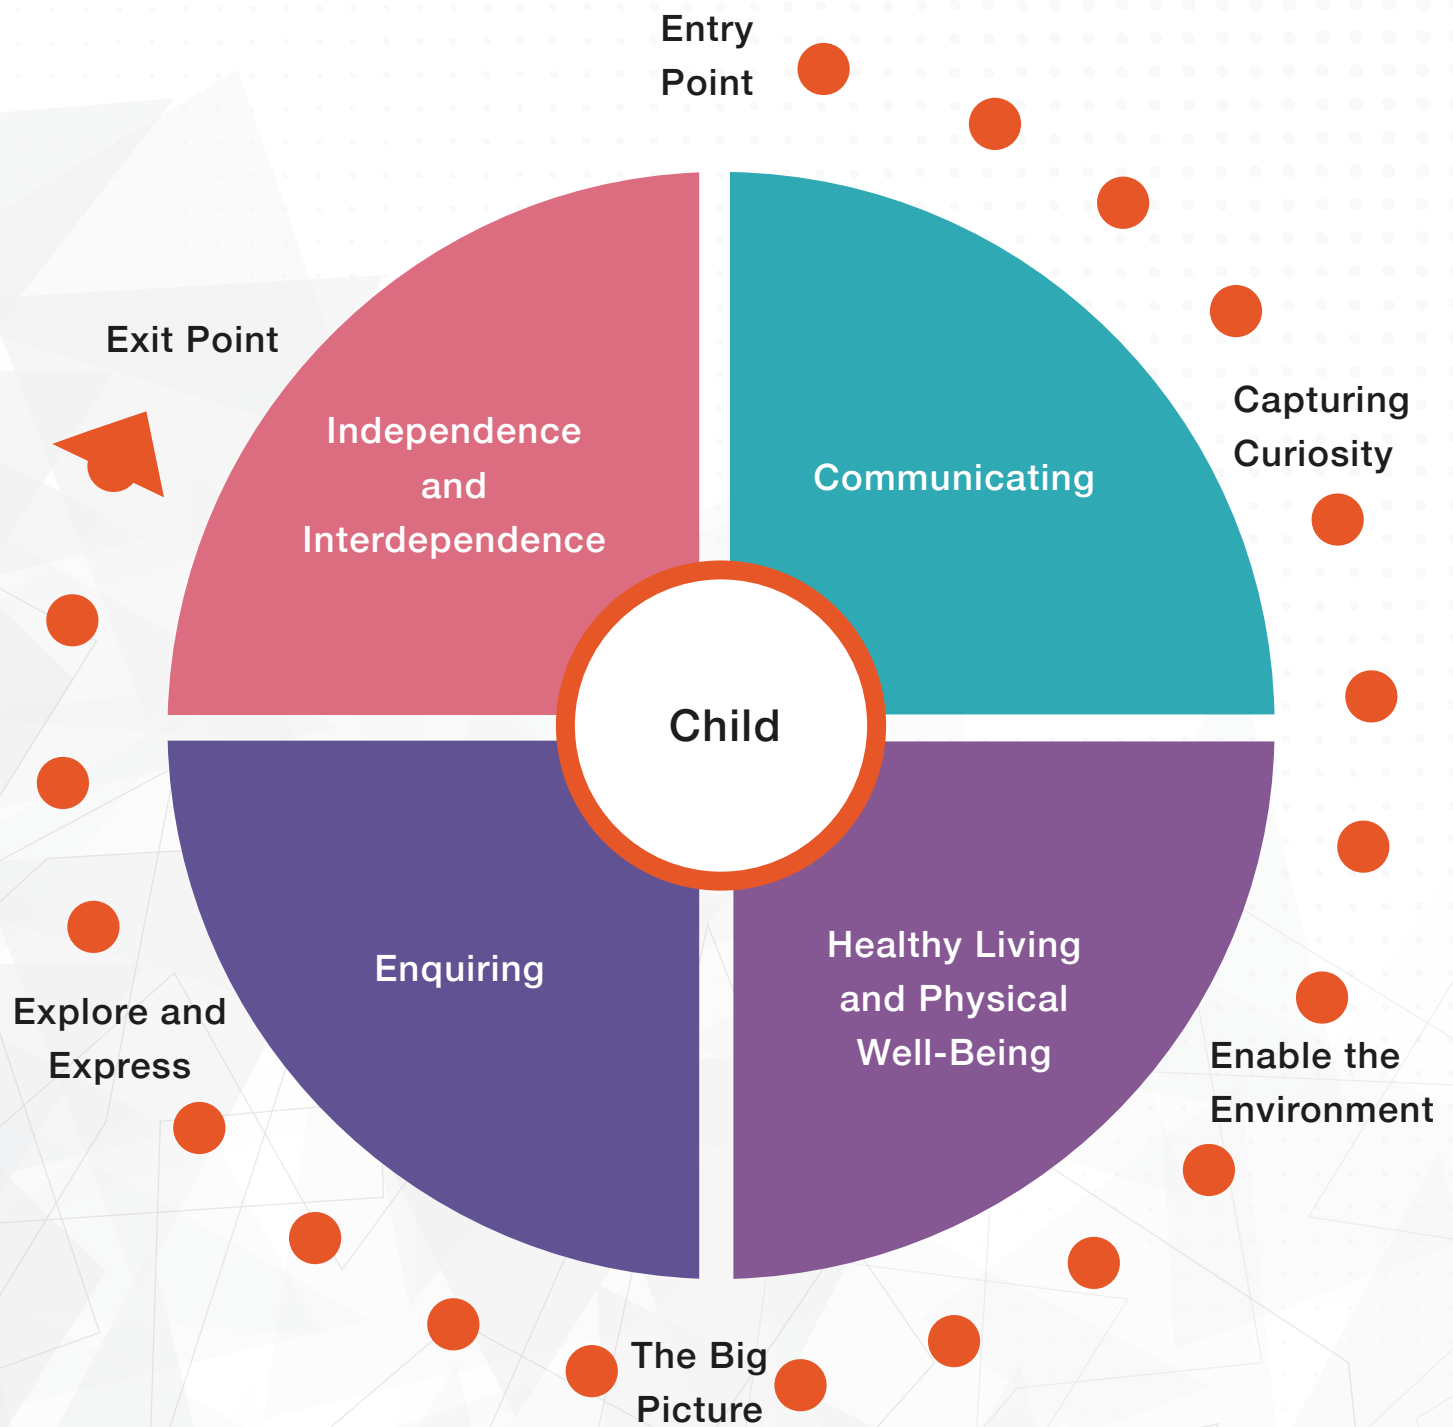 Entry
Point
Exit Point
Capturing
Curiosity
Independence
and
Interdependence
Communicating
Child
Enquiring
Healthy Living
and Physical
Well-Being
Explore and
Express
Enable the
Environment
The Big
Picture